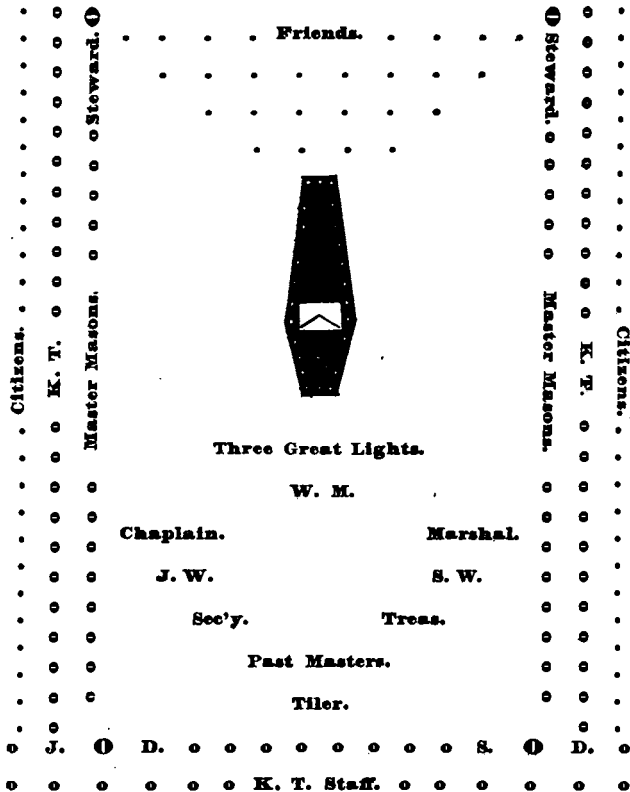 Friends.
Steward.
Steward.
Citizens.
K. T.
Master Masons.
Master Masons.
K. T.
Citizens.
Three Great Lights.
W. M.
Chaplain. Marshal.
J. W. S. W.
Sec'y. Treas.
Past Masters.
Tiler.
J. D. S. D.
K. T. Staff.